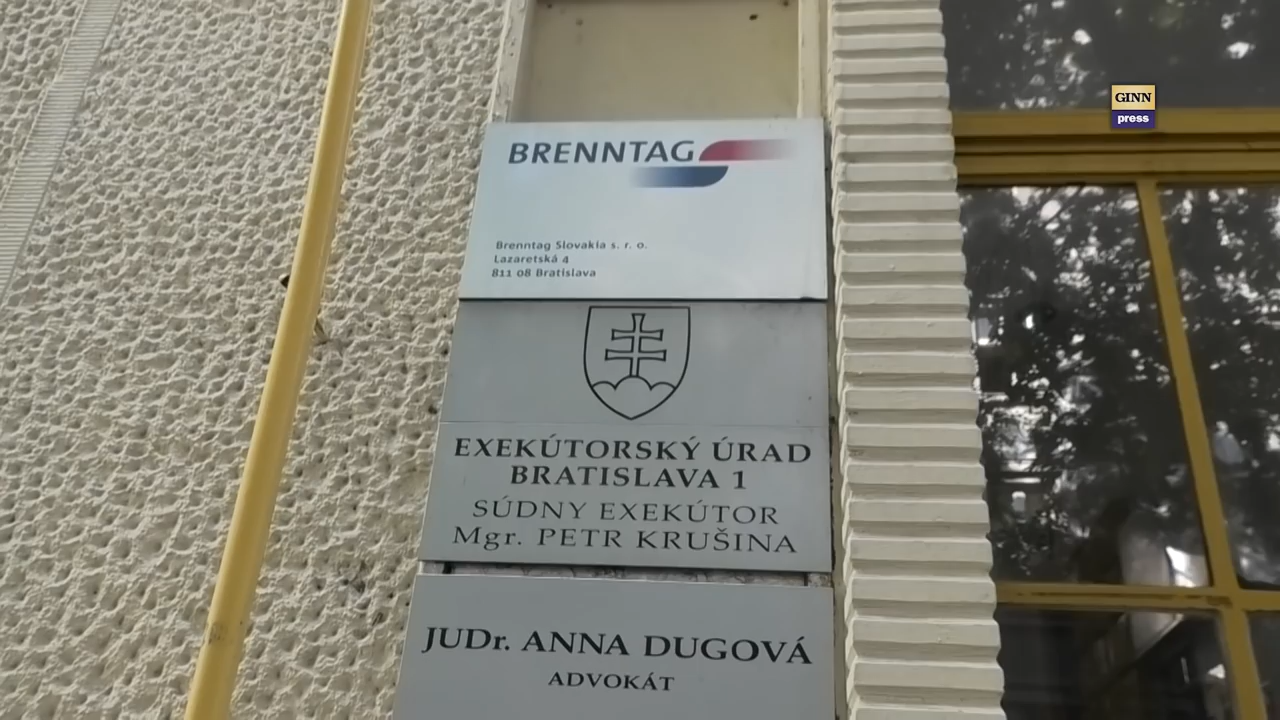 GINN
press
BRENNTAG
Brenntag Slovakia s. r. o.
Lazaretská 4
811 08 Bratislava
EXEKÚTORSKÝ ÚRAD
BRATISLAVA 1
SÚDNY EXEKÚTOR
Mgr. PETR KRUŠINA
JUDr. ANNA DUGOVÁ
ADVOKÁT